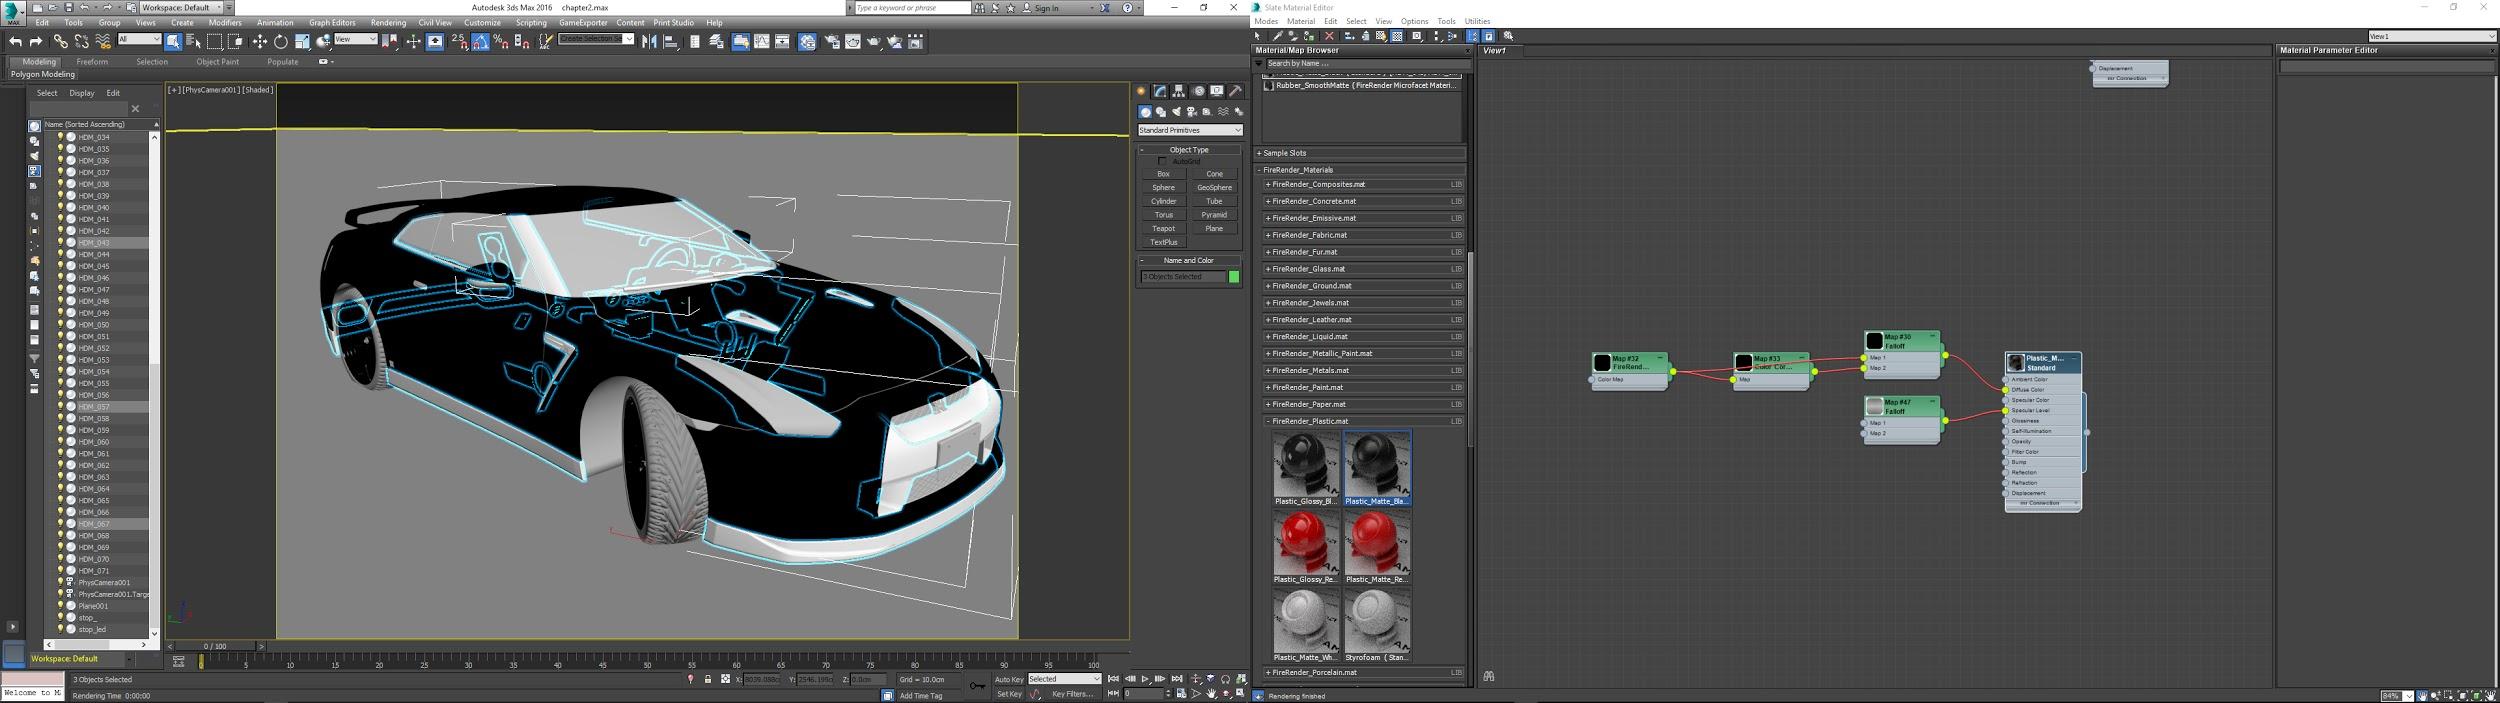 Workspace: Default
Autodesk 3ds Max 2016    chapter2.max
Type a keyword or phrase
Sign In
MAX
Edit Tools Group Views Create Modifiers Animation Graph Editors Rendering Civil View Customize Scripting GameExporter Content Print Studio Help
All
View
2.5
Create Selection Se
Modeling Freeform Selection Object Paint Populate
Polygon Modeling
Select Display Edit
Name (Sorted Ascending)
HDM_034
HDM_035
HDM_036
HDM_037
HDM_038
HDM_039
HDM_040
HDM_041
HDM_042
HDM_043
HDM_044
HDM_045
HDM_046
HDM_047
HDM_048
HDM_049
HDM_050
HDM_051
HDM_052
HDM_053
HDM_054
HDM_055
HDM_056
HDM_057
HDM_058
HDM_059
HDM_060
HDM_061
HDM_062
HDM_063
HDM_064
HDM_065
HDM_066
HDM_067
HDM_068
HDM_069
HDM_070
HDM_071
PhysCamera001
PhysCamera001.Targe
Plane001
stop_
stop_led
Workspace: Default
[+] [PhysCamera001] [Shaded]
Standard Primitives
- Object Type
AutoGrid
Box Cone
Sphere GeoSphere
Cylinder Tube
Torus Pyramid
Teapot Plane
TextPlus
- Name and Color
3 Objects Selected
0 / 100
0 5 10 15 20 25 30 35 40 45 50 55 60 65 70 75 80 85 90 95 100
Welcome to M
3 Objects Selected
Rendering Time 0:00:00
X: 8039.088c Y: 2546.195c Z: 0.0cm
Grid = 10.0cm
Add Time Tag
Auto Key Selected
Set Key Key Filters...
0
Slate Material Editor
Modes Material Edit Select View Options Tools Utilities
View1
Material/Map Browser
Search by Name ...
Rubber_SmoothMatte ( FireRender Microfacet Materi...
+ Sample Slots
- FireRender_Materials
+ FireRender_Composites.mat LIB
+ FireRender_Concrete.mat LIB
+ FireRender_Emissive.mat LIB
+ FireRender_Fabric.mat LIB
+ FireRender_Fur.mat LIB
+ FireRender_Glass.mat LIB
+ FireRender_Ground.mat LIB
+ FireRender_Jewels.mat LIB
+ FireRender_Leather.mat LIB
+ FireRender_Liquid.mat LIB
+ FireRender_Metallic_Paint.mat LIB
+ FireRender_Metals.mat LIB
+ FireRender_Paint.mat LIB
+ FireRender_Paper.mat LIB
- FireRender_Plastic.mat LIB
Plastic_Glossy_Bl... Plastic_Matte_Bla...
Plastic_Glossy_Re... Plastic_Matte_Re...
Plastic_Matte_Wh... Styrofoam ( Stan...
+ FireRender_Porcelain.mat LIB
Rendering finished
View1
Displacement
mr Connection
Map #32
FireRend...
Color Map
Map #33
Color Cor...
Map
Map #30
Falloff
Map 1
Map 2
Map #47
Falloff
Map 1
Map 2
Plastic_M...
Standard
Ambient Color
Diffuse Color
Specular Color
Specular Level
Glossiness
Self-Illumination
Opacity
Filter Color
Bump
Reflection
Refraction
Displacement
mr Connection
Material Parameter Editor
84%